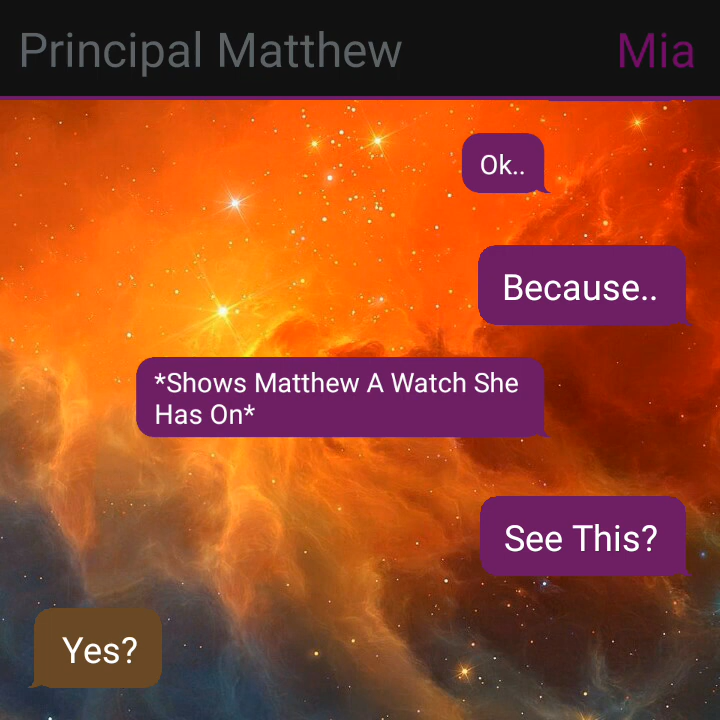 Principal Matthew Mia
Ok..
Because..
*Shows Matthew A Watch She
Has On*
See This?
Yes?